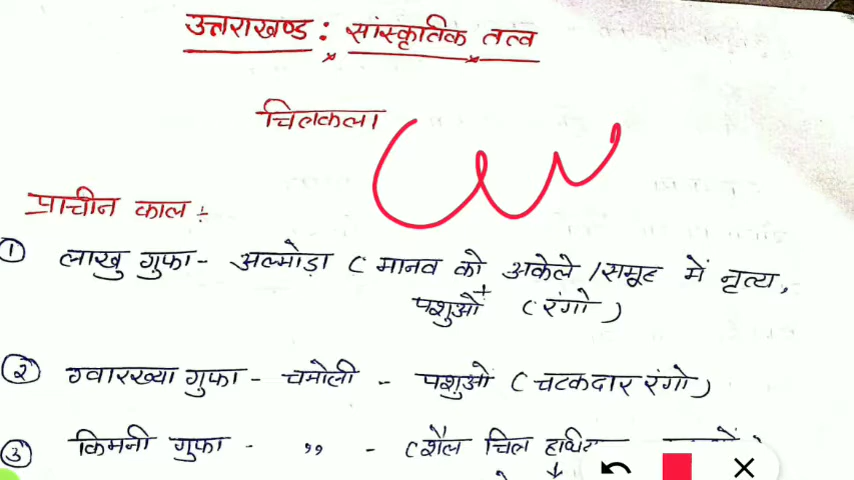 उत्तराखण्ड : सांस्कृतिक तत्व
चित्रकला
प्राचीन काल :
① लाखु गुफा - अल्मोड़ा ( मानव को अकेले / समूह में नृत्य,
पशुओं + ( रंगो )
② ग्वारख्या गुफा - चमोली - पशुओं ( चटकदार रंगो )
③ किमनी गुफा - ,, - ( शैल चित्र